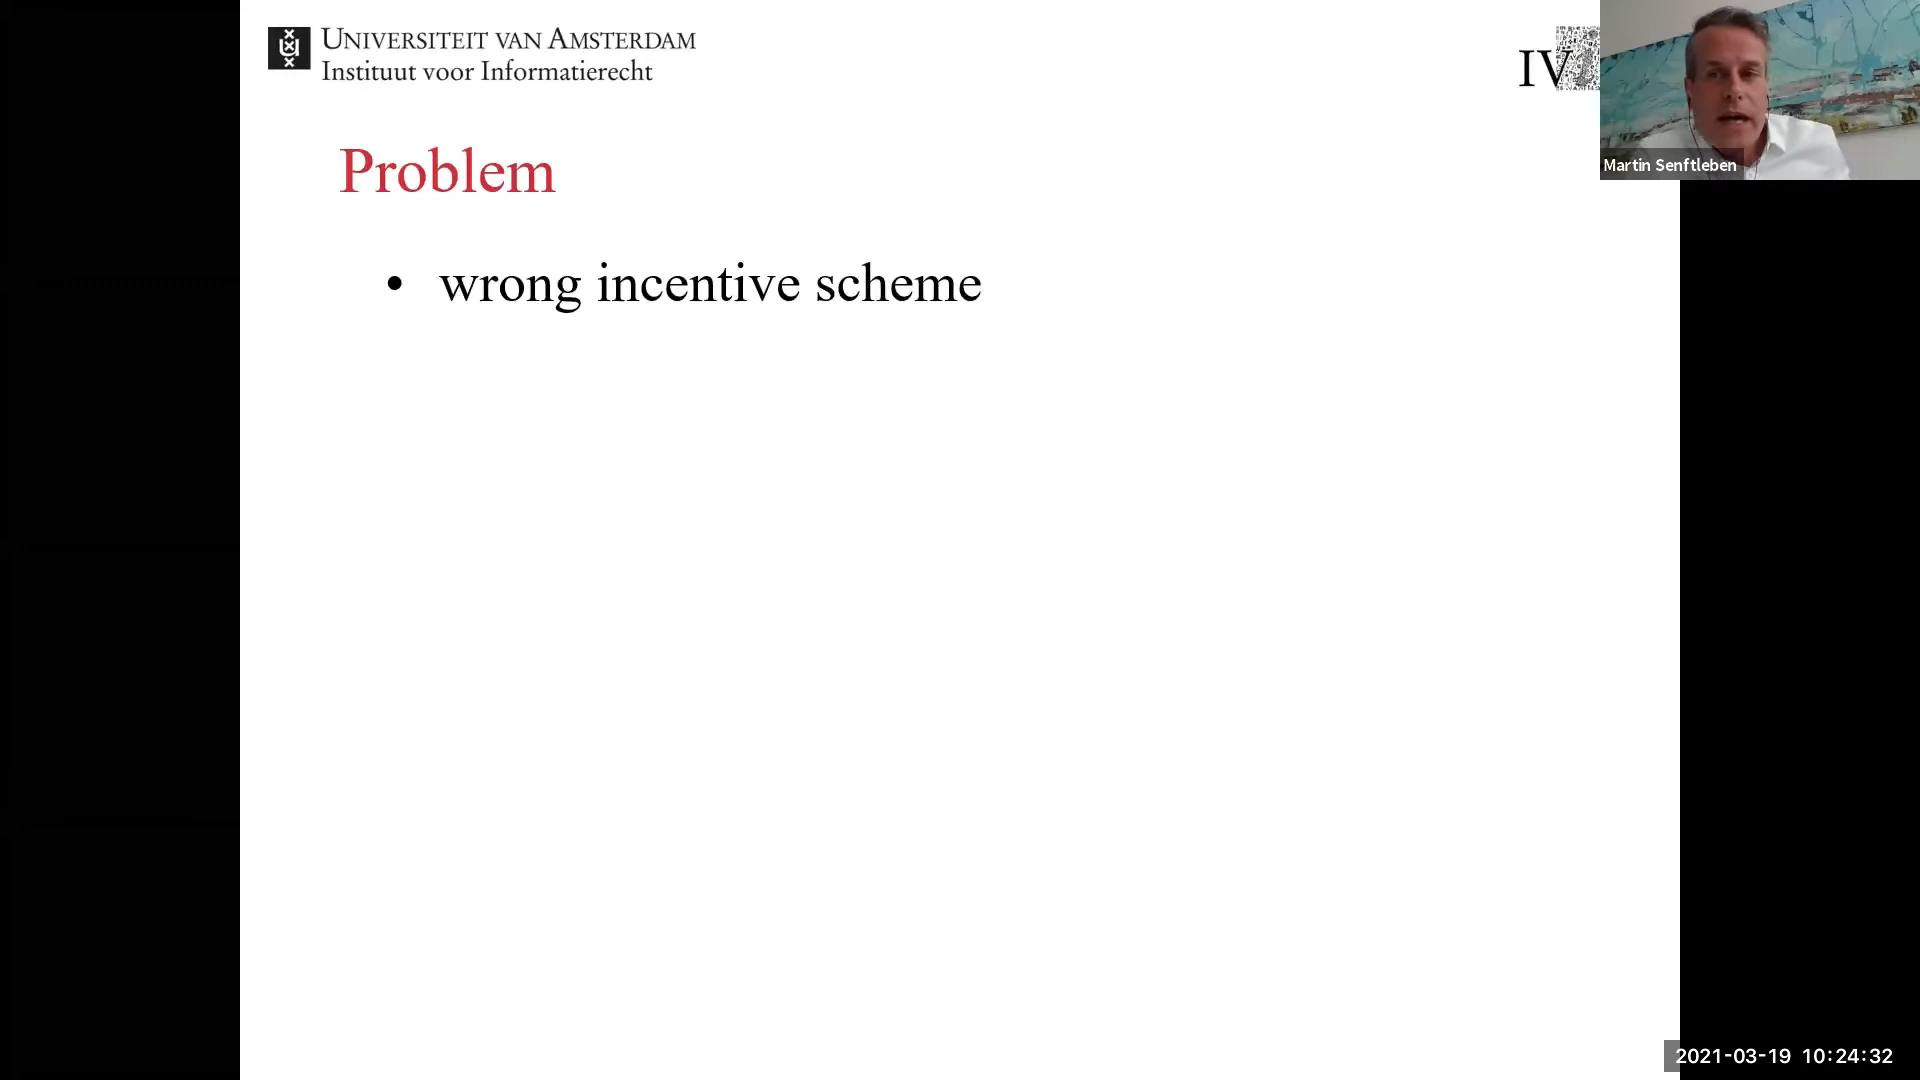 UNIVERSITEIT VAN AMSTERDAM
Instituut voor Informatierecht
IV
Martin Senftleben
Problem
• wrong incentive scheme
2021-03-19 10:24:32